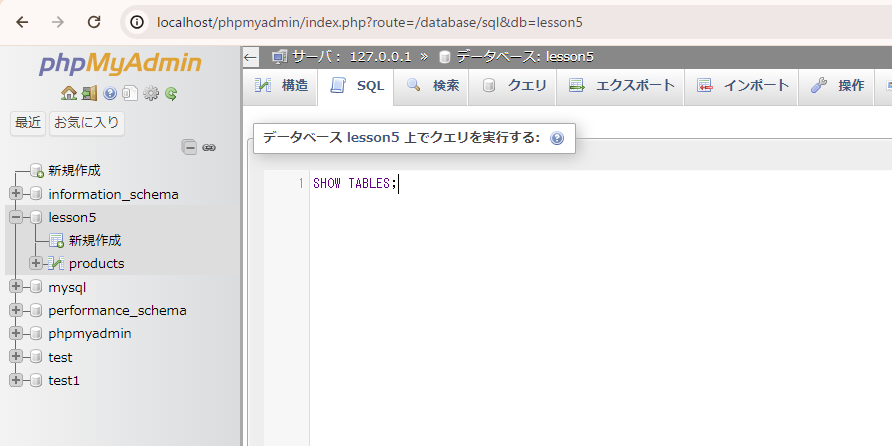 localhost/phpmyadmin/index.php?route=/database/sql&db=lesson5
phpMyAdmin
最近 お気に入り
新規作成
information_schema
lesson5
新規作成
products
mysql
performance_schema
phpmyadmin
test
test1
サーバ： 127.0.0.1 » データベース: lesson5
構造 SQL 検索 クエリ エクスポート インポート 操作
データベース lesson5 上でクエリを実行する:
1 SHOW TABLES;